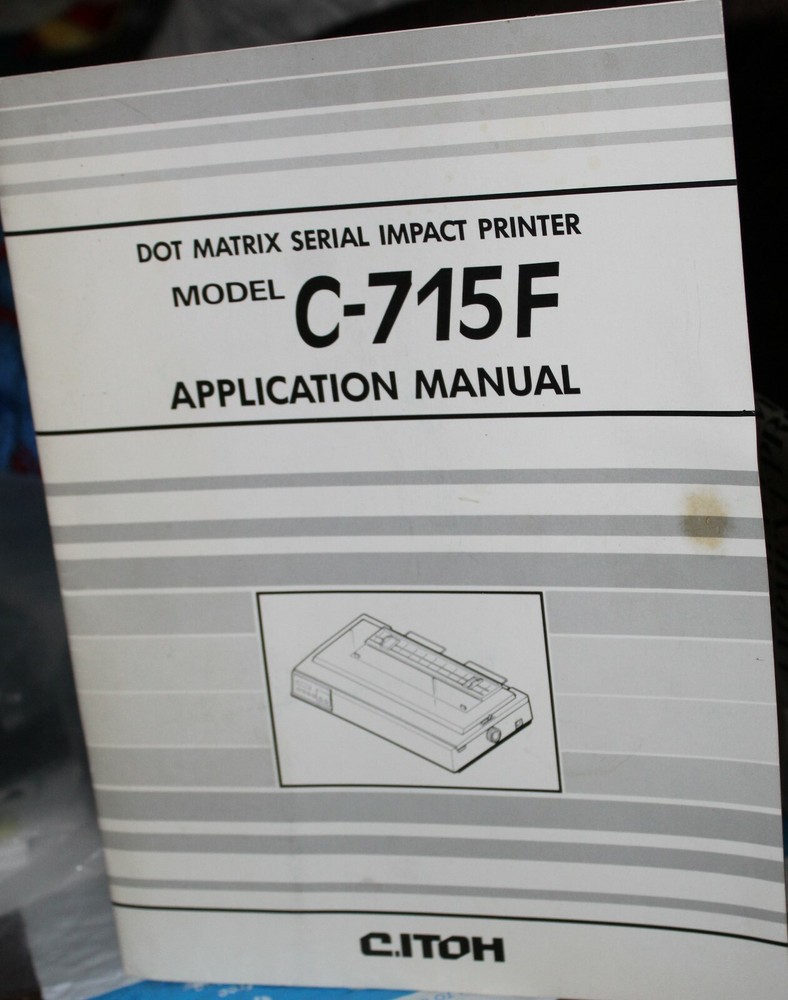 DOT MATRIX SERIAL IMPACT PRINTER
MODEL C-715F
APPLICATION MANUAL
C.ITOH